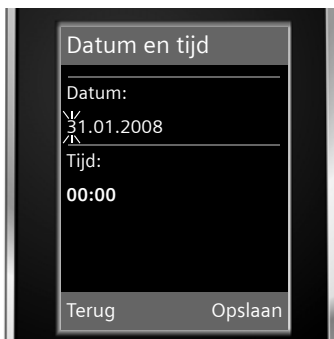 Datum en tijd
Datum:
31.01.2008
Tijd:
00:00
Terug Opslaan